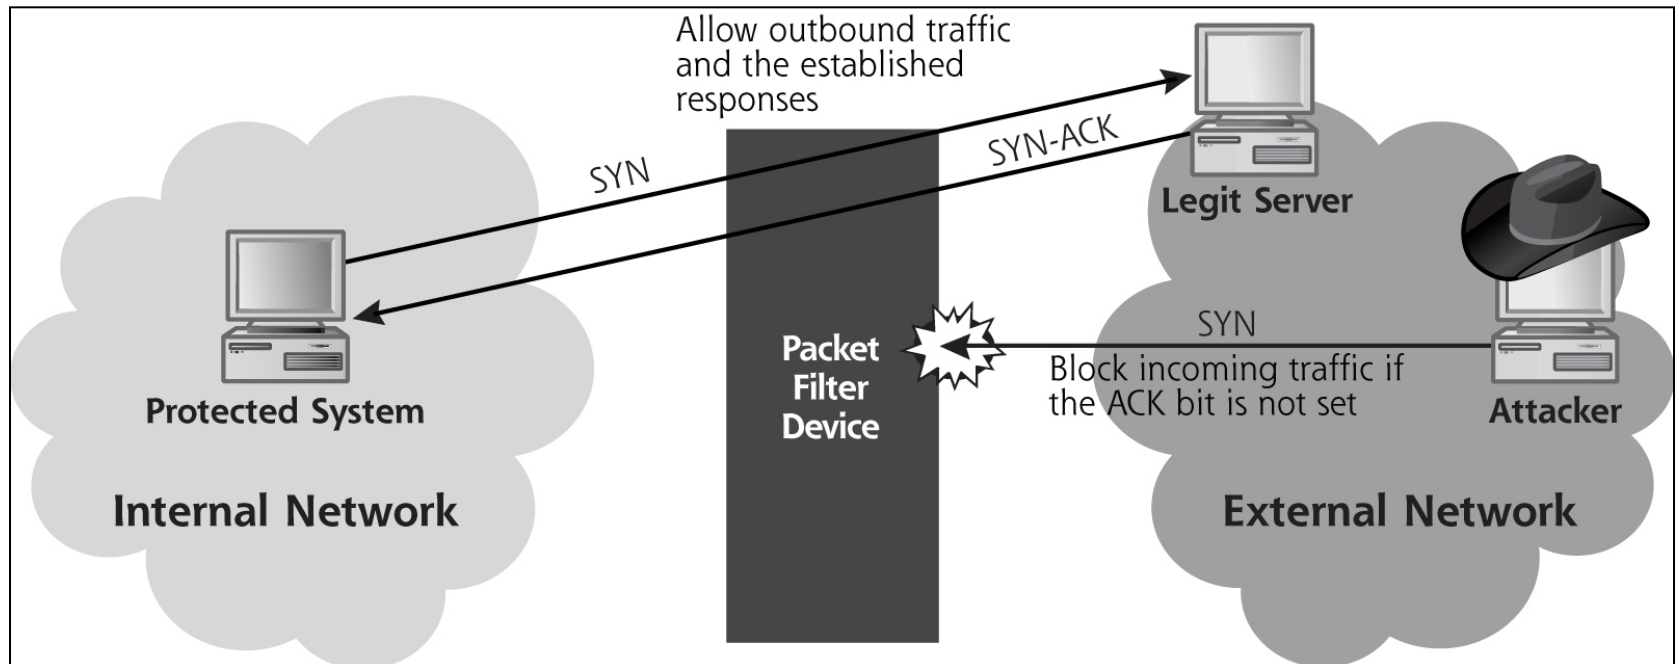 Allow outbound traffic
and the established
responses
SYN
SYN-ACK
Legit Server
Protected System
Packet
Filter
Device
SYN
Block incoming traffic if
the ACK bit is not set
Attacker
Internal Network
External Network